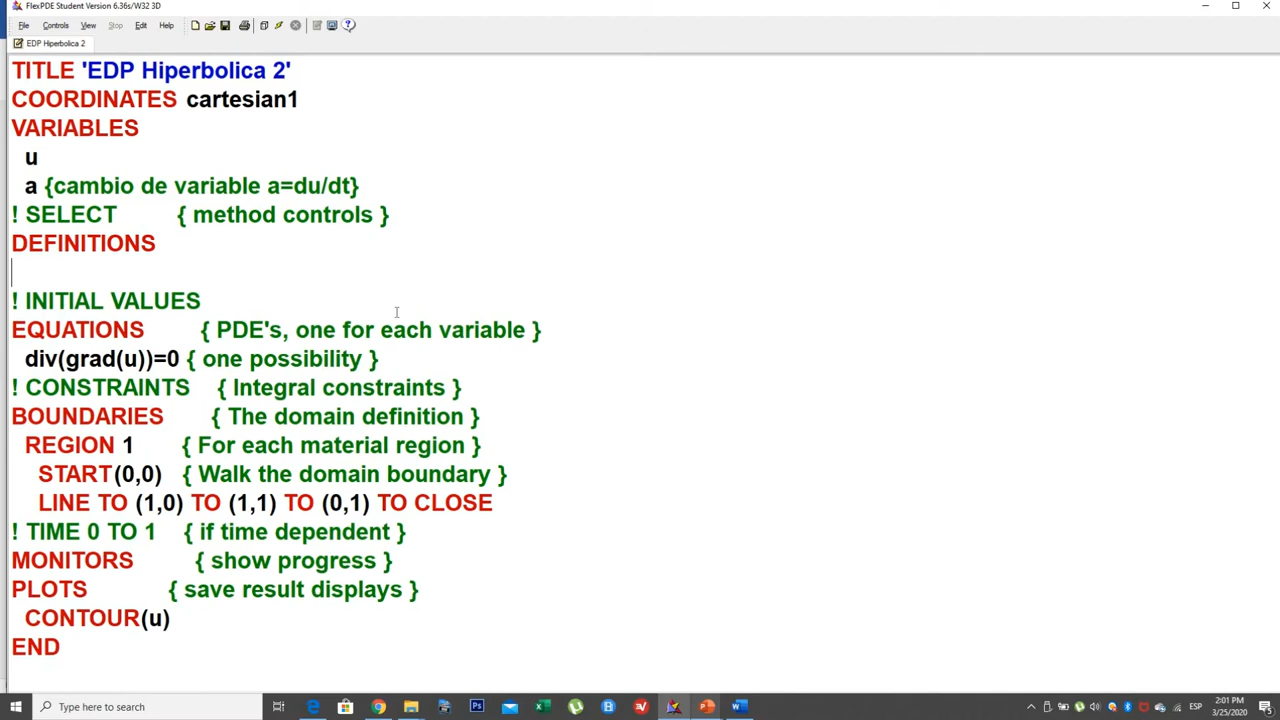 FlexPDE Student Version 6.36s/W32 3D
File Controls View Stop Edit Help
EDP Hiperbolica 2
TITLE 'EDP Hiperbolica 2'
COORDINATES cartesian1
VARIABLES
u
a {cambio de variable a=du/dt}
! SELECT { method controls }
DEFINITIONS
! INITIAL VALUES
EQUATIONS { PDE's, one for each variable }
div(grad(u))=0 { one possibility }
! CONSTRAINTS { Integral constraints }
BOUNDARIES { The domain definition }
REGION 1 { For each material region }
START(0,0) { Walk the domain boundary }
LINE TO (1,0) TO (1,1) TO (0,1) TO CLOSE
! TIME 0 TO 1 { if time dependent }
MONITORS { show progress }
PLOTS { save result displays }
CONTOUR(u)
END
Type here to search
ESP
2:01 PM
3/25/2020